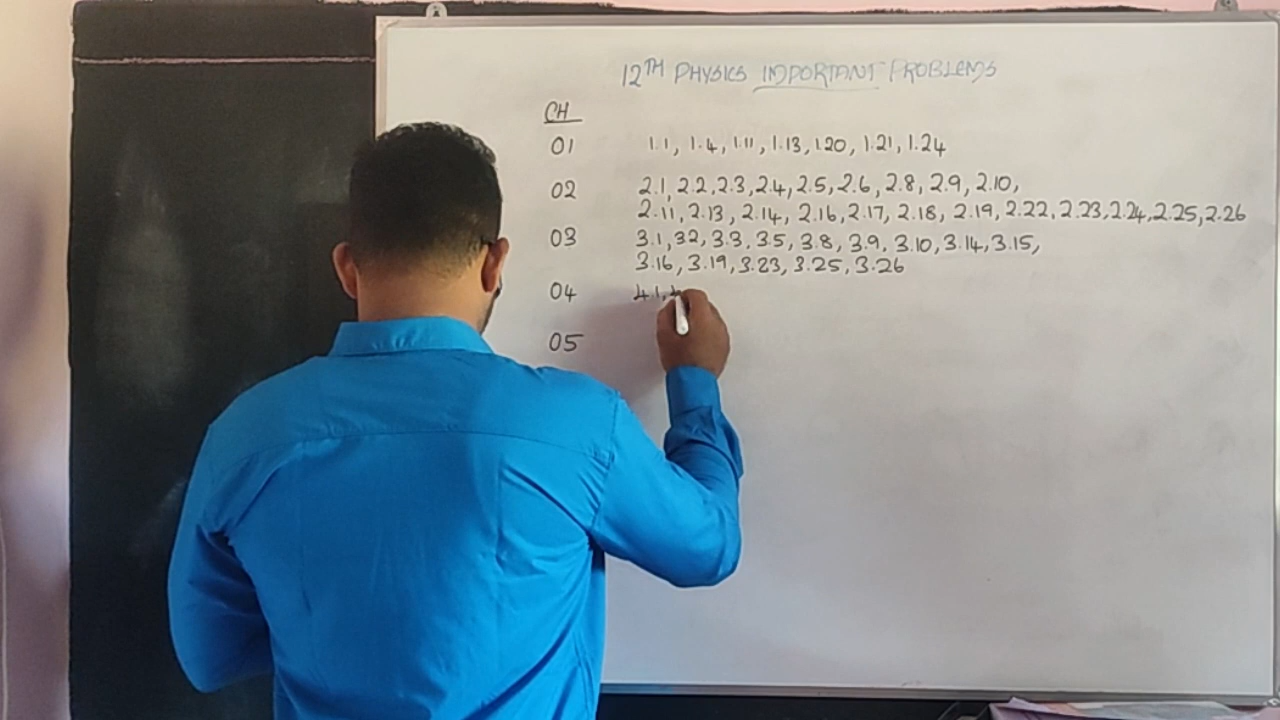 12TH PHYSICS IMPORTANT PROBLEMS
CH
01 1.1, 1.4, 1.11, 1.13, 1.20, 1.21, 1.24
02 2.1, 2.2, 2.3, 2.4, 2.5, 2.6, 2.8, 2.9, 2.10,
2.11, 2.13, 2.14, 2.16, 2.17, 2.18, 2.19, 2.22, 2.23, 2.24, 2.25, 2.26
03 3.1, 32, 3.3, 3.5, 3.8, 3.9, 3.10, 3.14, 3.15,
3.16, 3.19, 3.23, 3.25, 3.26
04 4.1,
05